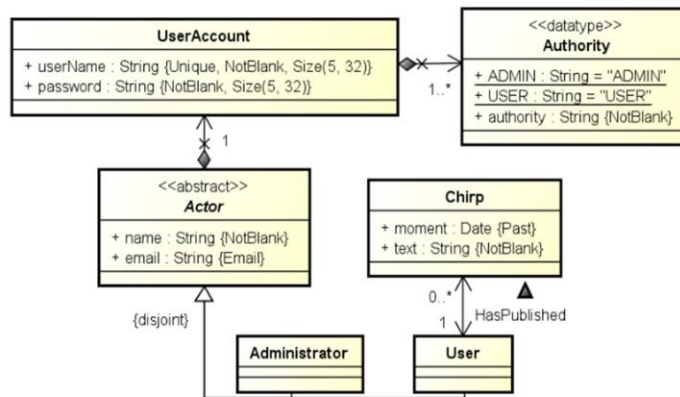 UserAccount
+ userName : String {Unique, NotBlank, Size(5, 32)}
+ password : String {NotBlank, Size(5, 32)}
<<datatype>>
Authority
+ ADMIN : String = "ADMIN"
+ USER : String = "USER"
+ authority : String {NotBlank}
1..*
1
<<abstract>>
Actor
+ name : String {NotBlank}
+ email : String {Email}
Chirp
+ moment : Date {Past}
+ text : String {NotBlank}
0..*
1
HasPublished
{disjoint}
Administrator
User